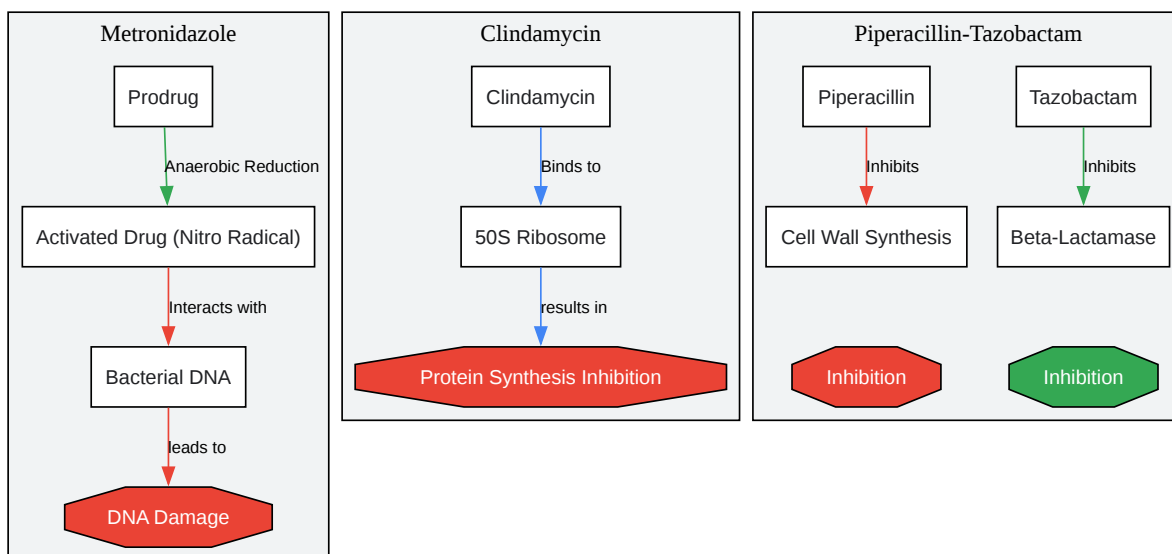 Metronidazole
Prodrug
Anaerobic Reduction
Activated Drug (Nitro Radical)
Interacts with
Bacterial DNA
leads to
DNA Damage
Clindamycin
Clindamycin
Binds to
50S Ribosome
results in
Protein Synthesis Inhibition
Piperacillin-Tazobactam
Piperacillin
Inhibits
Cell Wall Synthesis
Inhibition
Tazobactam
Inhibits
Beta-Lactamase
Inhibition